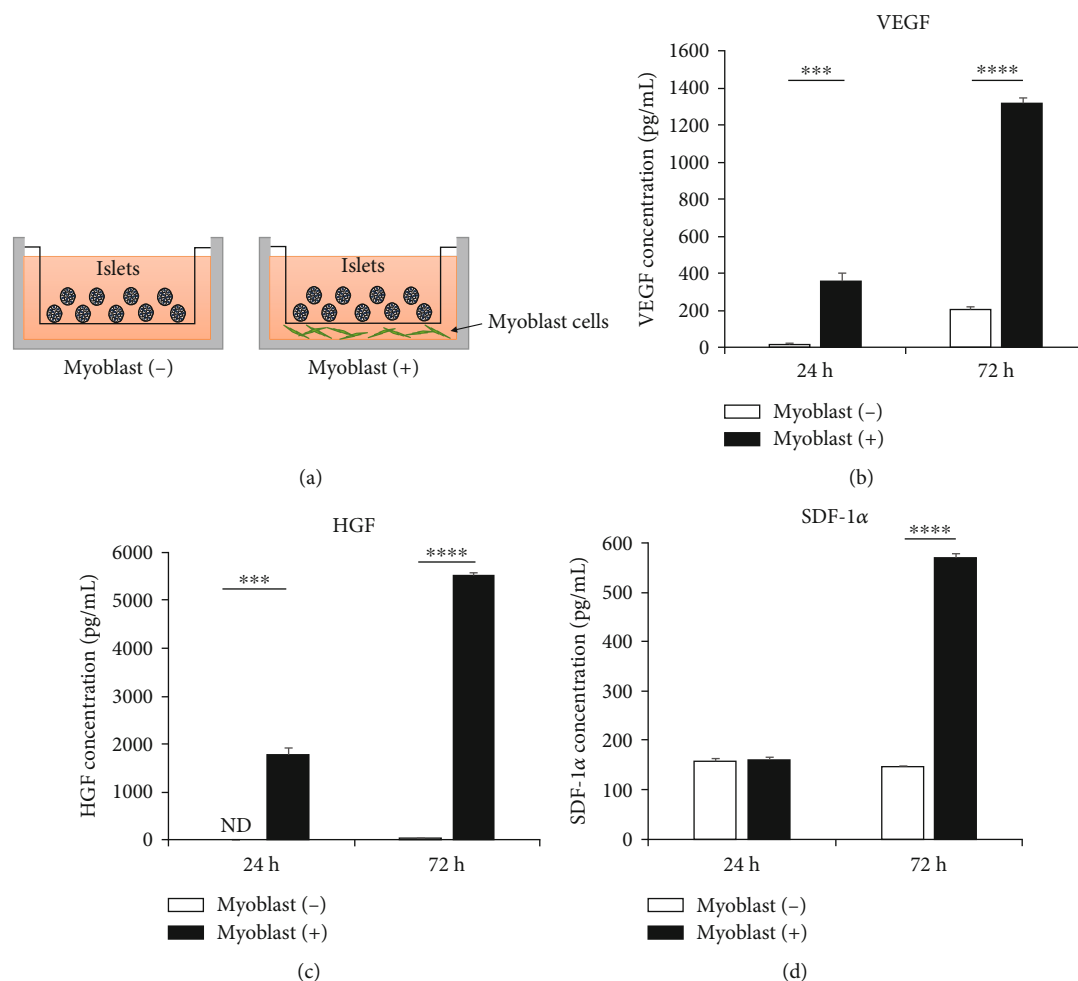 Islets
Islets
Myoblast cells
Myoblast (–)
Myoblast (+)
(a)
VEGF
VEGF concentration (pg/mL)
1600
1400
1200
1000
800
600
400
200
0
***
****
24 h
72 h
Myoblast (–)
Myoblast (+)
(b)
HGF
HGF concentration (pg/mL)
6000
5000
4000
3000
2000
1000
0
***
****
ND
24 h
72 h
Myoblast (–)
Myoblast (+)
(c)
SDF-1α
SDF-1α concentration (pg/mL)
600
500
400
300
200
100
0
****
24 h
72 h
Myoblast (–)
Myoblast (+)
(d)